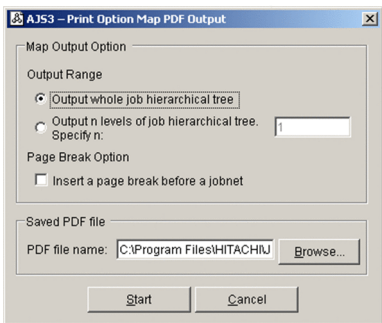 AJS3 – Print Option Map PDF Output
Map Output Option
Output Range
Output whole job hierarchical tree
Output n levels of job hierarchical tree.
Specify n:
1
Page Break Option
Insert a page break before a jobnet
Saved PDF file
PDF file name: C:\Program Files\HITACHI\J Browse...
Start Cancel